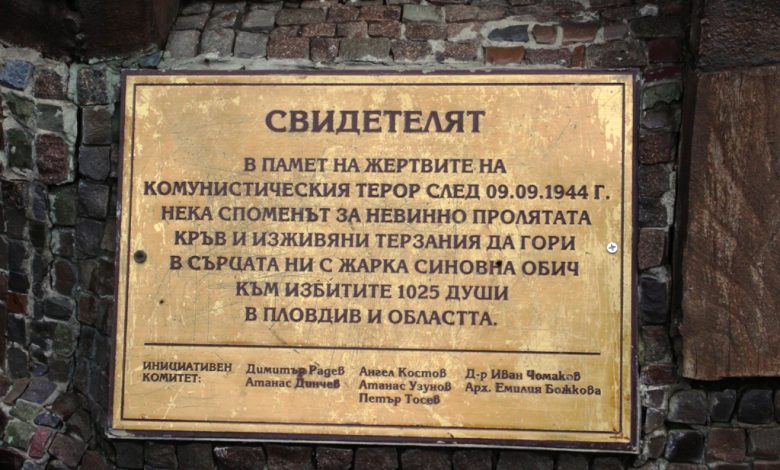 СВИДЕТЕЛЯТ
В ПАМЕТ НА ЖЕРТВИТЕ НА
КОМУНИСТИЧЕСКИЯ ТЕРОР СЛЕД 09.09.1944 Г.
НЕКА СПОМЕНЪТ ЗА НЕВИННО ПРОЛЯТАТА
КРЪВ И ИЗЖИВЯНИ ТЕРЗАНИЯ ДА ГОРИ
В СЪРЦАТА НИ С ЖАРКА СИНОВНА ОБИЧ
КЪМ ИЗБИТИТЕ 1025 ДУШИ
В ПЛОВДИВ И ОБЛАСТТА.
ИНИЦИАТИВЕН КОМИТЕТ:
Димитър Радев
Атанас Динчев
Ангел Костов
Атанас Узунов
Петър Тосев
Д-р Иван Чомаков
Арх. Емилия Божкова